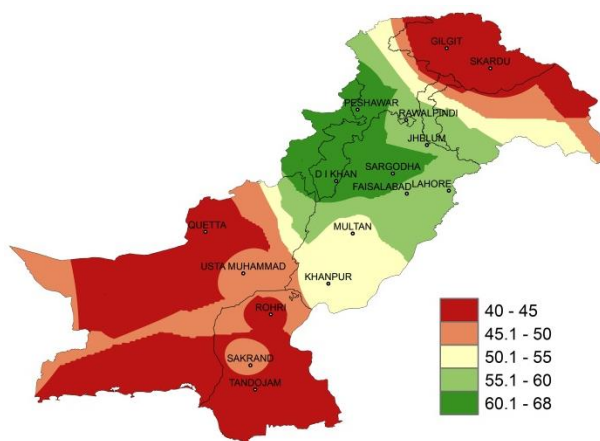 GILGIT
SKARDU
PESHAWAR
RAWALPINDI
JHELUM
SARGODHA
D I KHAN
FAISALABAD
LAHORE
QUETTA
MULTAN
USTA MUHAMMAD
KHANPUR
ROHRI
SAKRAND
TANDOJAM
40 - 45
45.1 - 50
50.1 - 55
55.1 - 60
60.1 - 68